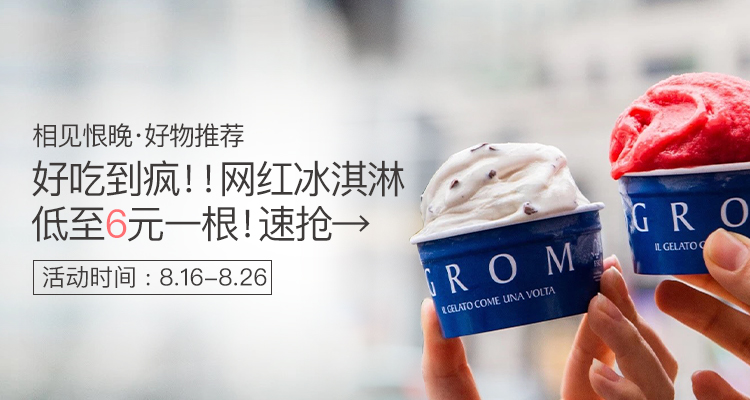 相见恨晚·好物推荐
好吃到疯!!网红冰淇淋
低至6元一根!速抢→
活动时间：8.16-8.26
GROM
IL GELATO COME UNA VOLTA
GRO
IL GELATO C